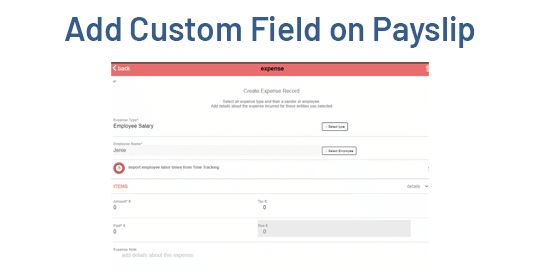 Add Custom Field on Payslip
back
expense
Create Expense Record
Select an expense type and then a vendor or employee
Add details about the expense incurred for those entities you selected
Expense Type*
Employee Salary
Select type
Employee Name*
Jenie
Select Employee
import employee labor times from Time Tracking
ITEMS
details
Amount* #
Tax $
0
0
Paid* #
Due $
0
0
Expense Note
add details about this expense